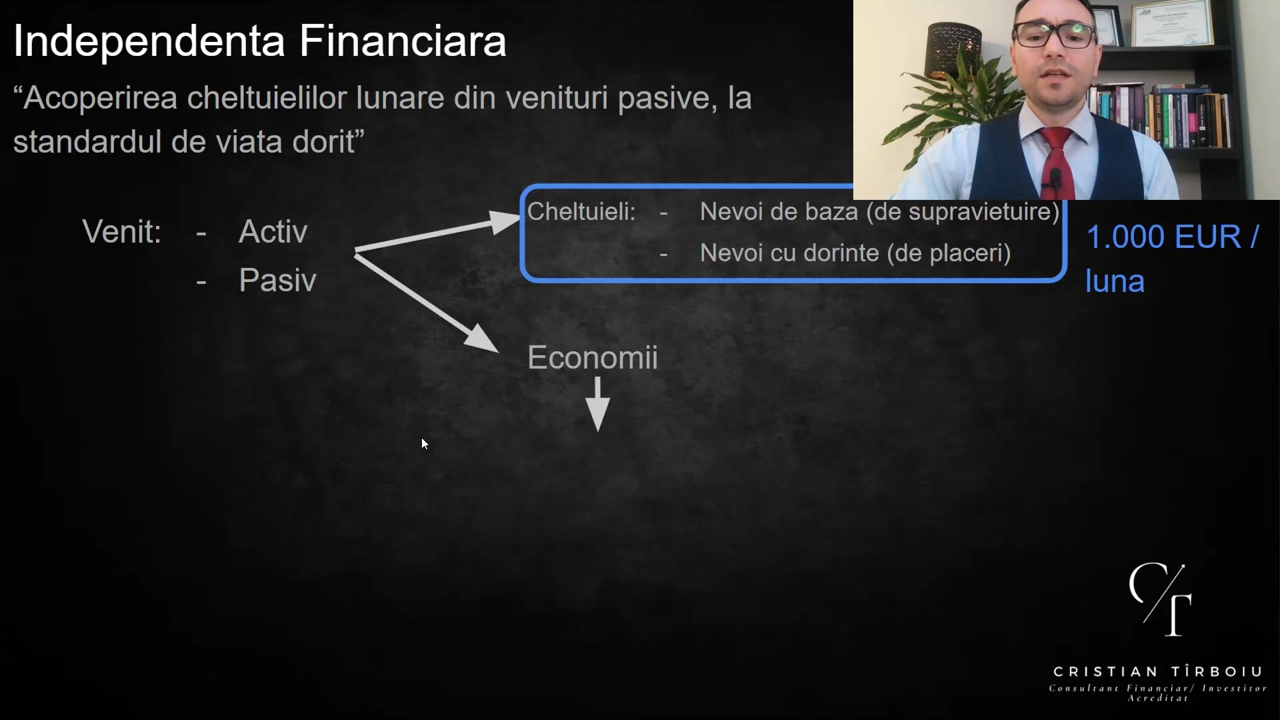 Independenta Financiara
“Acoperirea cheltuielilor lunare din venituri pasive, la
standardul de viata dorit”
Venit: - Activ
- Pasiv
Cheltuieli: - Nevoi de baza (de supravietuire)
- Nevoi cu dorinte (de placeri)
1.000 EUR /
luna
Economii
CT
CRISTIAN TÎRBOIU
Consultant Financiar/ Investitor
Acreditat